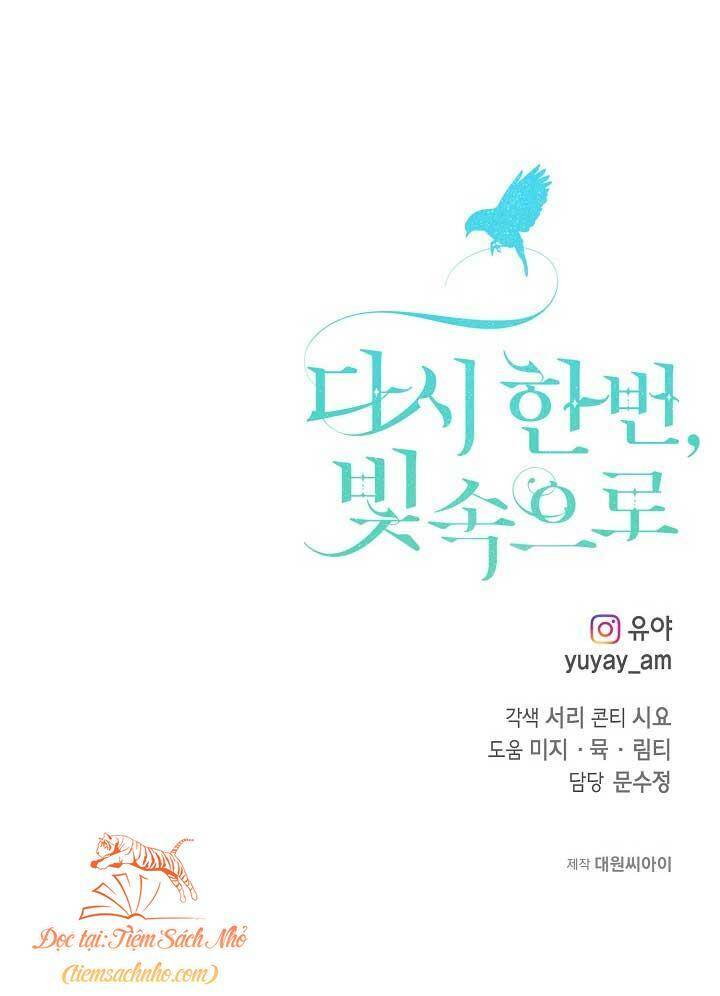 다시 한번,
빛 속으로
유야
yuyay_am
각색 서리 콘티 시요
도움 미지 · 뮥 · 림티
담당 문수정
제작 대원씨아이
Đọc tại: Tiệm Sách Nhỏ
(tiemsachnho.com)